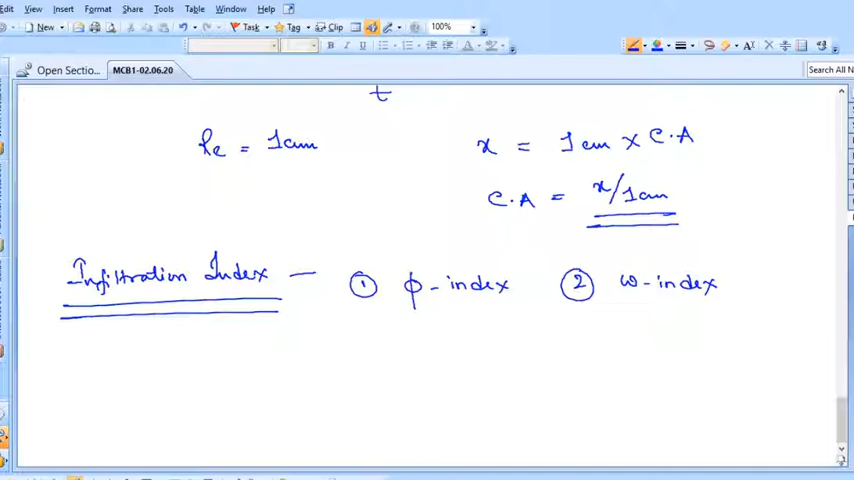 Edit View Insert Format Share Tools Table Window Help
New Task Tag Clip 100%
Open Sectio... MCB1-02.06.20 Search All N
t
Re = 1cm x = 1cm × C.A
C.A = x/1cm
Infiltration Index — ① φ-index ② ω-index